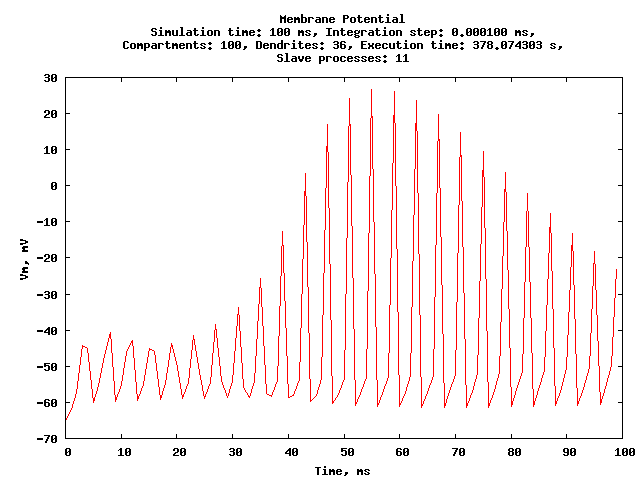 Membrane Potential
Simulation time: 100 ms, Integration step: 0.000100 ms,
Compartments: 100, Dendrites: 36, Execution time: 378.074303 s,
Slave processes: 11
30
20
10
0
-10
-20
-30
-40
-50
-60
-70
Vm, mV
0 10 20 30 40 50 60 70 80 90 100
Time, ms